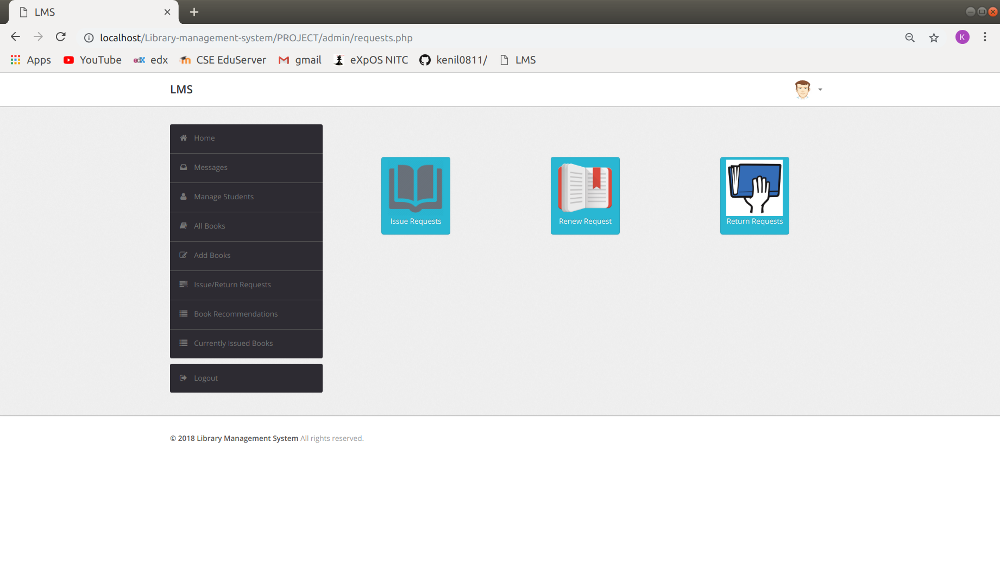 LMS
localhost/Library-management-system/PROJECT/admin/requests.php
K
Apps YouTube edx CSE EduServer gmail eXpOS NITC kenil0811/ LMS
LMS
Home
Messages
Manage Students
All Books
Add Books
Issue/Return Requests
Book Recommendations
Currently Issued Books
Logout
Issue Requests
Renew Request
Return Requests
© 2018 Library Management System All rights reserved.